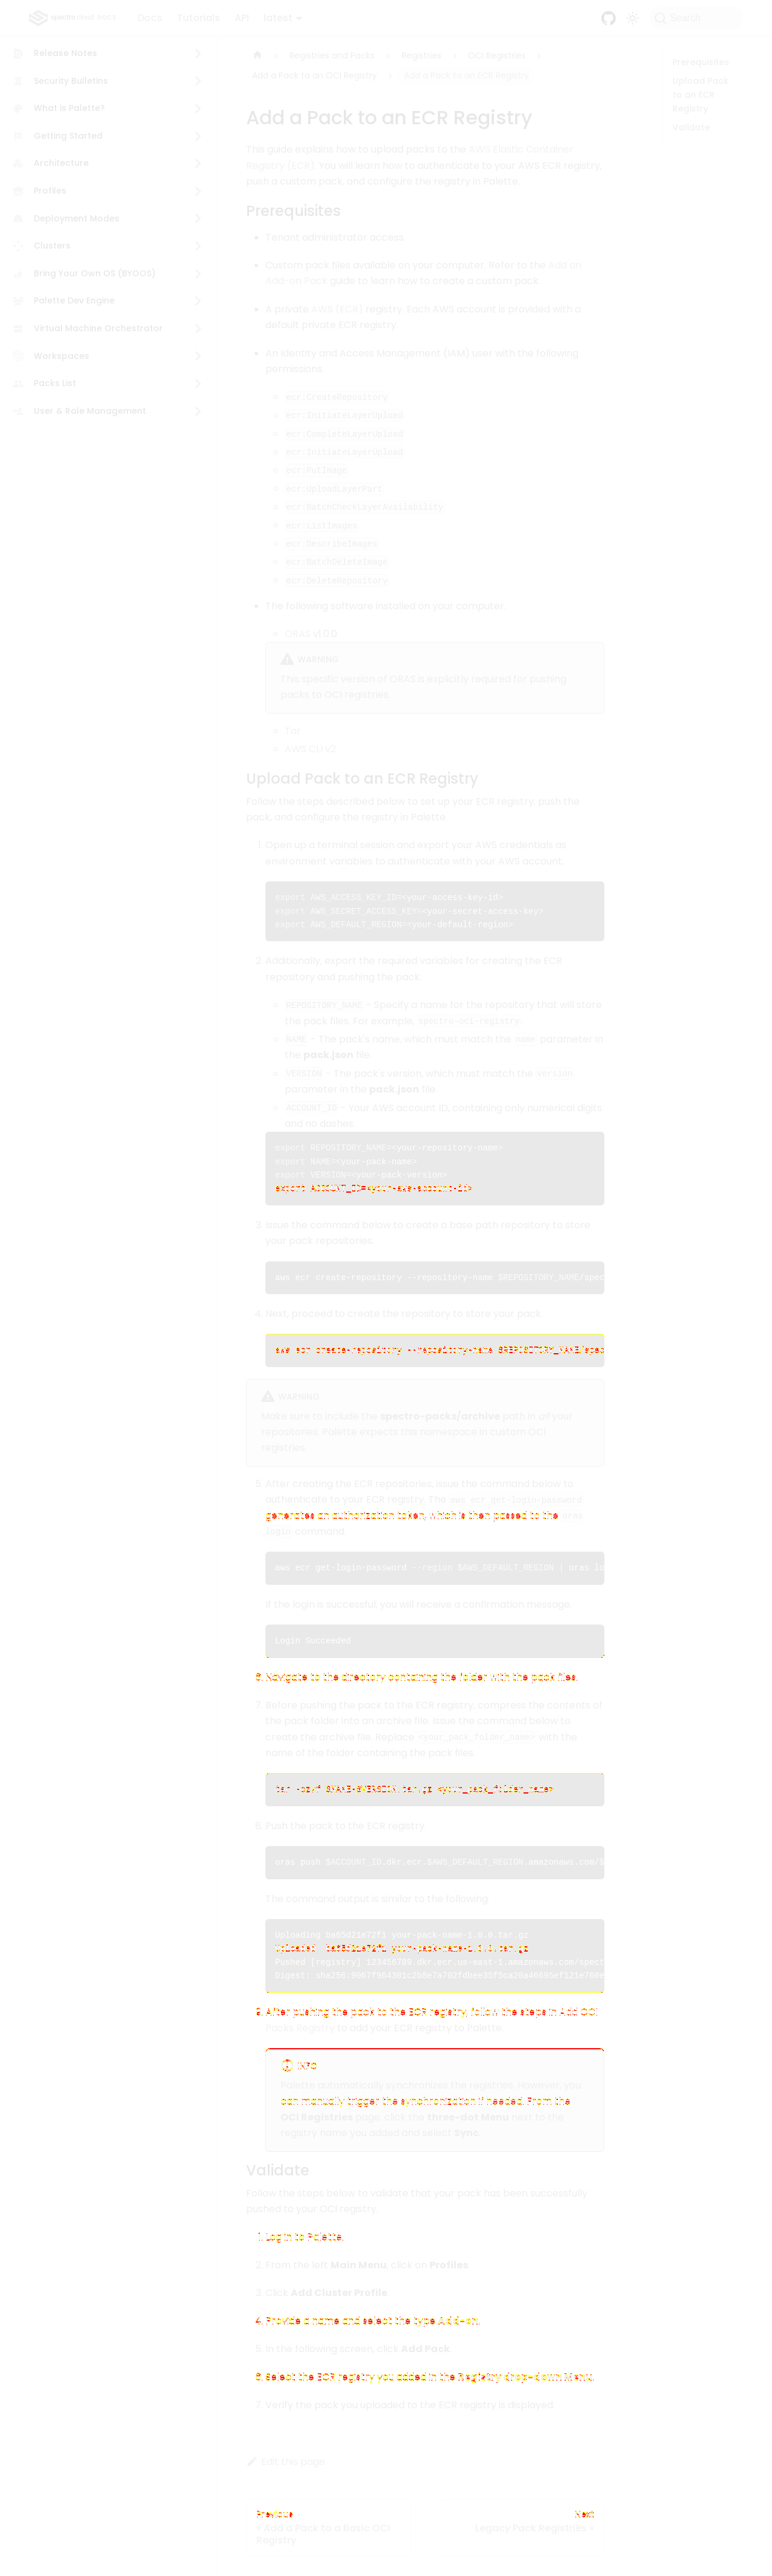 spectrocloud DOCS Docs Tutorials API latest Search
Release Notes
Security Bulletins
What is Palette?
Getting Started
Architecture
Profiles
Deployment Modes
Clusters
Bring Your Own OS (BYOOS)
Palette Dev Engine
Virtual Machine Orchestrator
Workspaces
Packs List
User & Role Management
Registries and Packs Registries OCI Registries
Add a Pack to an OCI Registry Add a Pack to an ECR Registry
Add a Pack to an ECR Registry
This guide explains how to upload packs to the AWS Elastic Container
Registry (ECR). You will learn how to authenticate to your AWS ECR registry,
push a custom pack, and configure the registry in Palette.
Prerequisites
Tenant administrator access.
Custom pack files available on your computer. Refer to the Add an
Add-on Pack guide to learn how to create a custom pack.
A private AWS (ECR) registry. Each AWS account is provided with a
default private ECR registry.
An Identity and Access Management (IAM) user with the following
permissions.
ecr:CreateRepository
ecr:InitiateLayerUpload
ecr:CompleteLayerUpload
ecr:InitiateLayerUpload
ecr:PutImage
ecr:UploadLayerPart
ecr:BatchCheckLayerAvailability
ecr:ListImages
ecr:DescribeImages
ecr:BatchDeleteImage
ecr:DeleteRepository
The following software installed on your computer.
ORAS v1.0.0
WARNING
This specific version of ORAS is explicitly required for pushing
packs to OCI registries.
Tar
AWS CLI v2
Upload Pack to an ECR Registry
Follow the steps described below to set up your ECR registry, push the
pack, and configure the registry in Palette.
1. Open up a terminal session and export your AWS credentials as
environment variables to authenticate with your AWS account.
export AWS_ACCESS_KEY_ID=<your-access-key-id>
export AWS_SECRET_ACCESS_KEY=<your-secret-access-key>
export AWS_DEFAULT_REGION=<your-default-region>
2. Additionally, export the required variables for creating the ECR
repository and pushing the pack.
REPOSITORY_NAME - Specify a name for the repository that will store
the pack files. For example, spectro-oci-registry.
NAME - The pack's name, which must match the name parameter in
the pack.json file.
VERSION - The pack's version, which must match the version
parameter in the pack.json file.
ACCOUNT_ID - Your AWS account ID, containing only numerical digits
and no dashes.
export REPOSITORY_NAME=<your-repository-name>
export NAME=<your-pack-name>
export VERSION=<your-pack-version>
export ACCOUNT_ID=<your-aws-account-id>
3. Issue the command below to create a base path repository to store
your pack repositories.
aws ecr create-repository --repository-name $REPOSITORY_NAME/spec
4. Next, proceed to create the repository to store your pack.
aws ecr create-repository --repository-name $REPOSITORY_NAME/spec
WARNING
Make sure to include the spectro-packs/archive path in all your
repositories. Palette expects this namespace in custom OCI
registries.
5. After creating the ECR repositories, issue the command below to
authenticate to your ECR registry. The aws ecr get-login-password
generates an authorization token, which is then passed to the oras
login command.
aws ecr get-login-password --region $AWS_DEFAULT_REGION | oras lo
If the login is successful, you will receive a confirmation message.
Login Succeeded
6. Navigate to the directory containing the folder with the pack files.
7. Before pushing the pack to the ECR registry, compress the contents of
the pack folder into an archive file. Issue the command below to
create the archive file. Replace <your_pack_folder_name> with the
name of the folder containing the pack files.
tar -czvf $NAME-$VERSION.tar.gz <your_pack_folder_name>
8. Push the pack to the ECR registry.
oras push $ACCOUNT_ID.dkr.ecr.$AWS_DEFAULT_REGION.amazonaws.com/$
The command output is similar to the following.
9. After pushing the pack to the ECR registry, follow the steps in Add OCI
Packs Registry to add your ECR registry to Palette.
INFO
Palette automatically synchronizes the registries. However, you
can manually trigger the synchronization if needed. From the
OCI Registries page, click the three-dot Menu next to the
registry name you added and select Sync.
Validate
Follow the steps below to validate that your pack has been successfully
pushed to your OCI registry.
1. Log in to Palette.
2. From the left Main Menu, click on Profiles.
3. Click Add Cluster Profile.
4. Provide a name and select the type Add-on.
5. In the following screen, click Add Pack.
6. Select the ECR registry you added in the Registry drop-down Menu.
7. Verify the pack you uploaded to the ECR registry is displayed.
Edit this page
Previous
« Add a Pack to a Basic OCI
Registry
Next
Legacy Pack Registries »
Prerequisites
Upload Pack
to an ECR
Registry
Validate